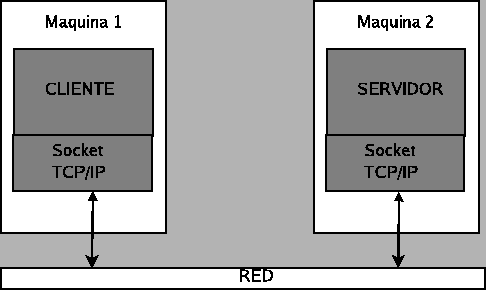 Maquina 1
CLIENTE
Socket
TCP/IP
Maquina 2
SERVIDOR
Socket
TCP/IP
RED